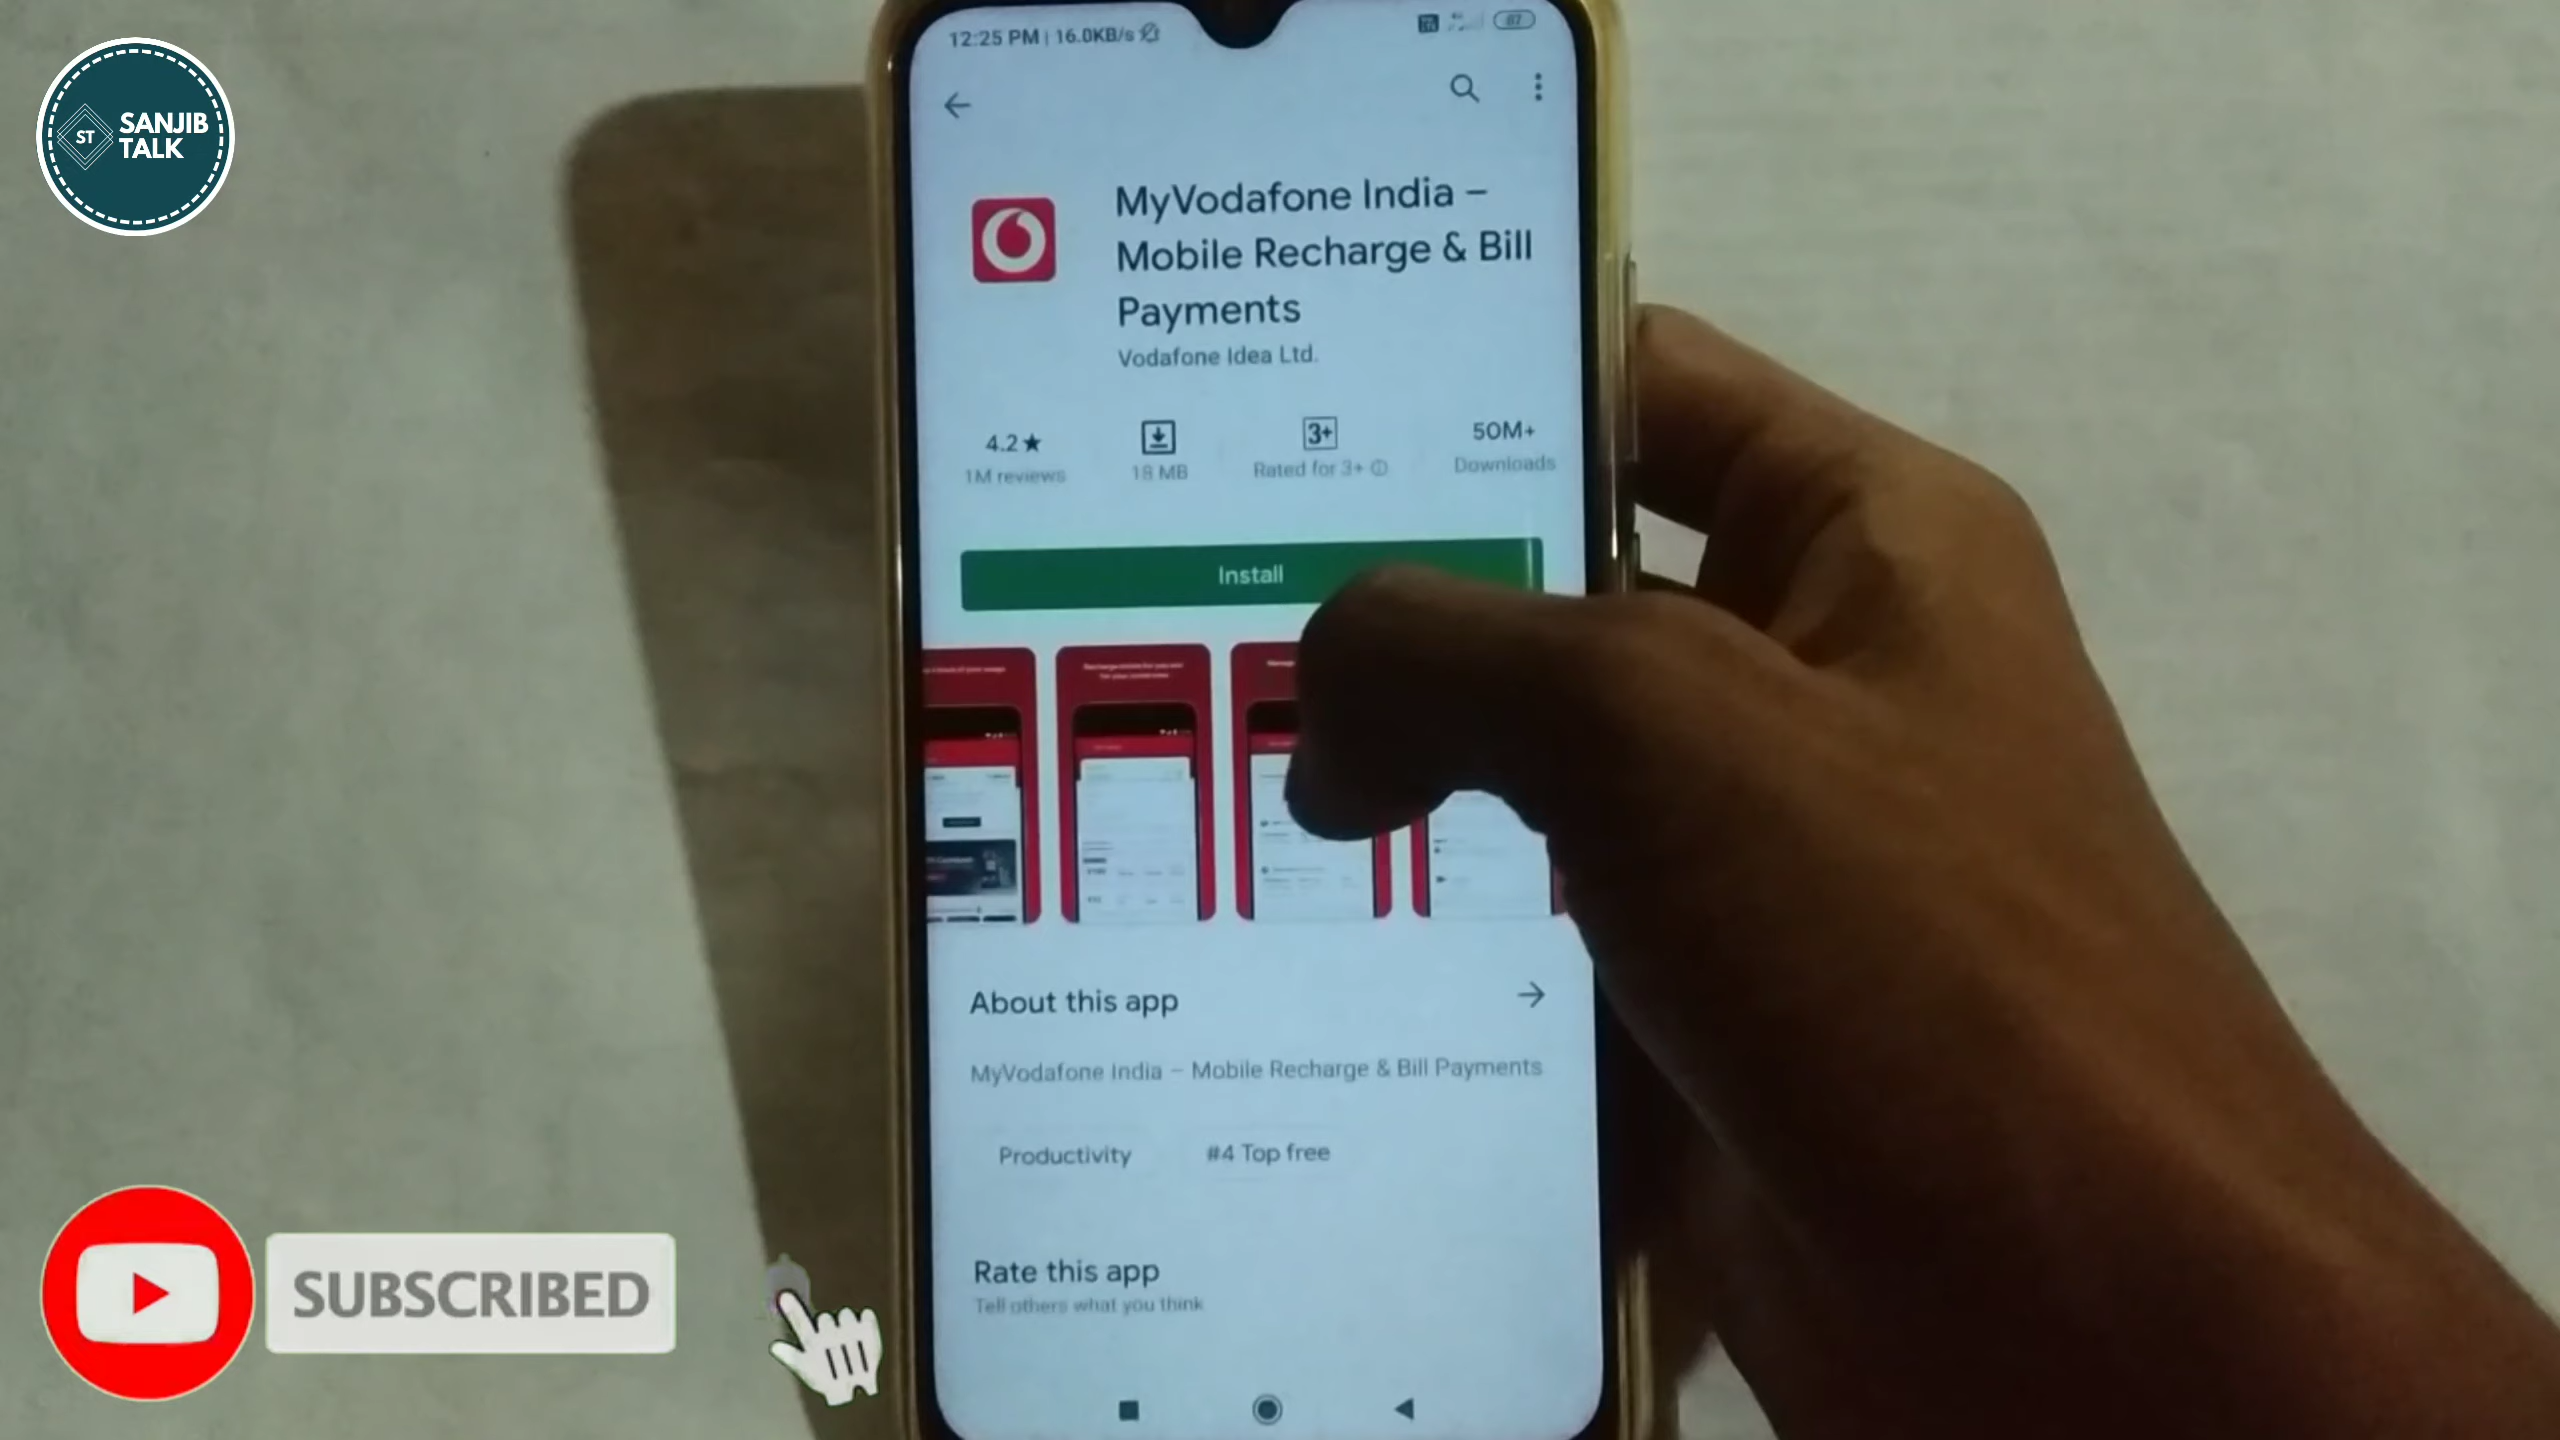 SANJIB
TALK
ST
12:25 PM | 16.0KB/s
87
MyVodafone India –
Mobile Recharge & Bill
Payments
Vodafone Idea Ltd.
4.2★
1M reviews
18 MB
3+
Rated for 3+
50M+
Downloads
Install
About this app
MyVodafone India – Mobile Recharge & Bill Payments
Productivity
#4 Top free
Rate this app
Tell others what you think
SUBSCRIBED